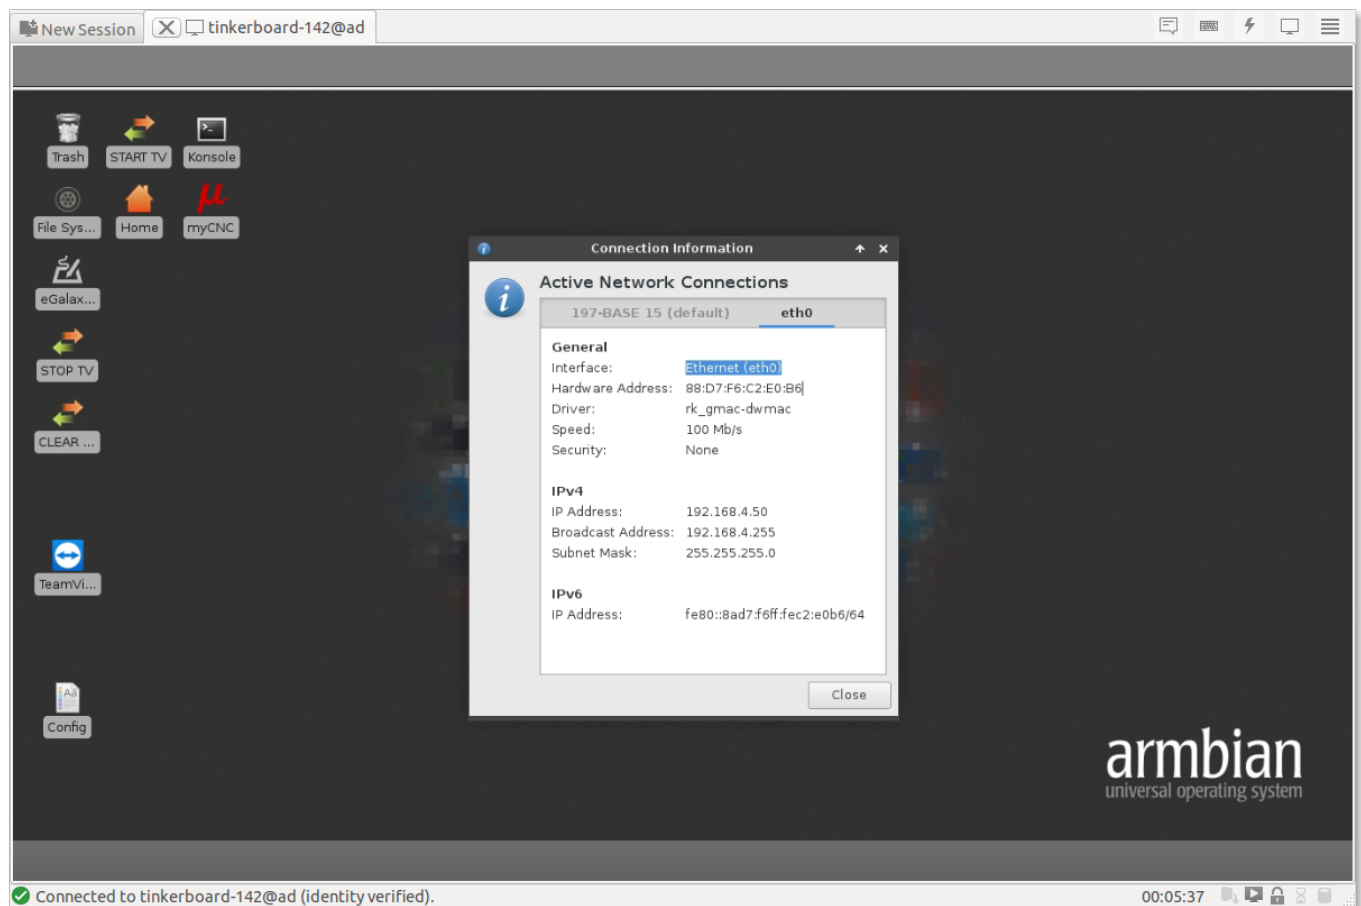 New Session
tinkerboard-142@ad
Trash
START TV
Konsole
File Sys...
Home
myCNC
eGalax...
STOP TV
CLEAR ...
TeamVi...
Config
Connection Information
Active Network Connections
197-BASE 15 (default)
eth0
General
Interface: Ethernet (eth0)
Hardware Address: 88:D7:F6:C2:E0:B6
Driver: rk_gmac-dwmac
Speed: 100 Mb/s
Security: None
IPv4
IP Address: 192.168.4.50
Broadcast Address: 192.168.4.255
Subnet Mask: 255.255.255.0
IPv6
IP Address: fe80::8ad7:f6ff:fec2:e0b6/64
Close
armbian
universal operating system
Connected to tinkerboard-142@ad (identity verified).
00:05:37